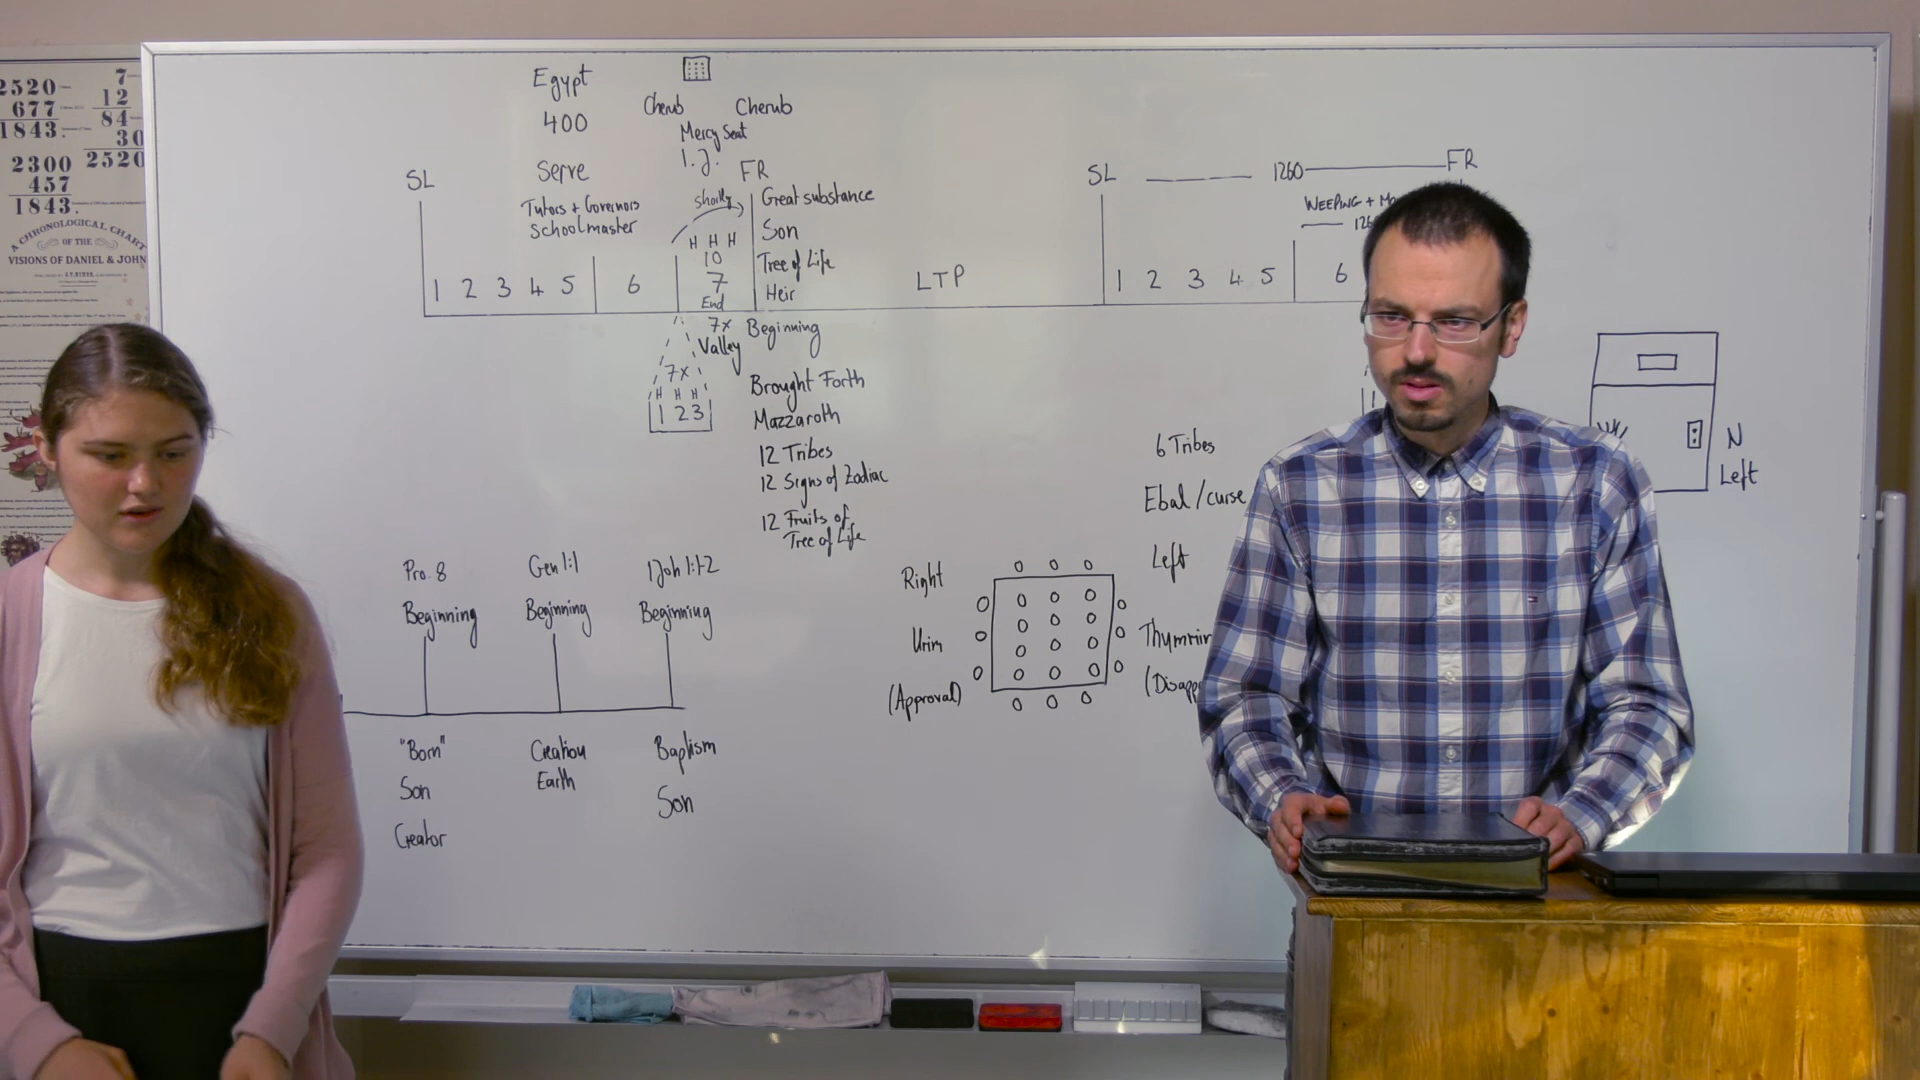 2520
677
1843.
7
12
84
30
2520
2300
457
1843.
A CHRONOLOGICAL CHART
OF THE
VISIONS OF DANIEL & JOHN
Egypt
400
Serve
Tutors + Governors
Schoolmaster
Cherub Cherub
Mercy Seat
1. J.
SL
FR
shortly
Great substance
Son
Tree of Life
Heir
H H H
10
7
End
1 2 3 4 5 6
7x Beginning
Valley
7x
H H H
1 2 3
Brought Forth
Mazzaroth
12 Tribes
12 Signs of Zodiac
12 Fruits of
Tree of Life
LTP
SL 1260 FR
WEEPING +
1 2 3 4 5 6
N
Left
6 Tribes
Ebal/curse
Left
Right
Urim
(Approval)
Pro. 8 Gen 1:1 1Joh 1:1-2
Beginning Beginning Beginning
"Born" Creation Baptism
Son Earth Son
Creator